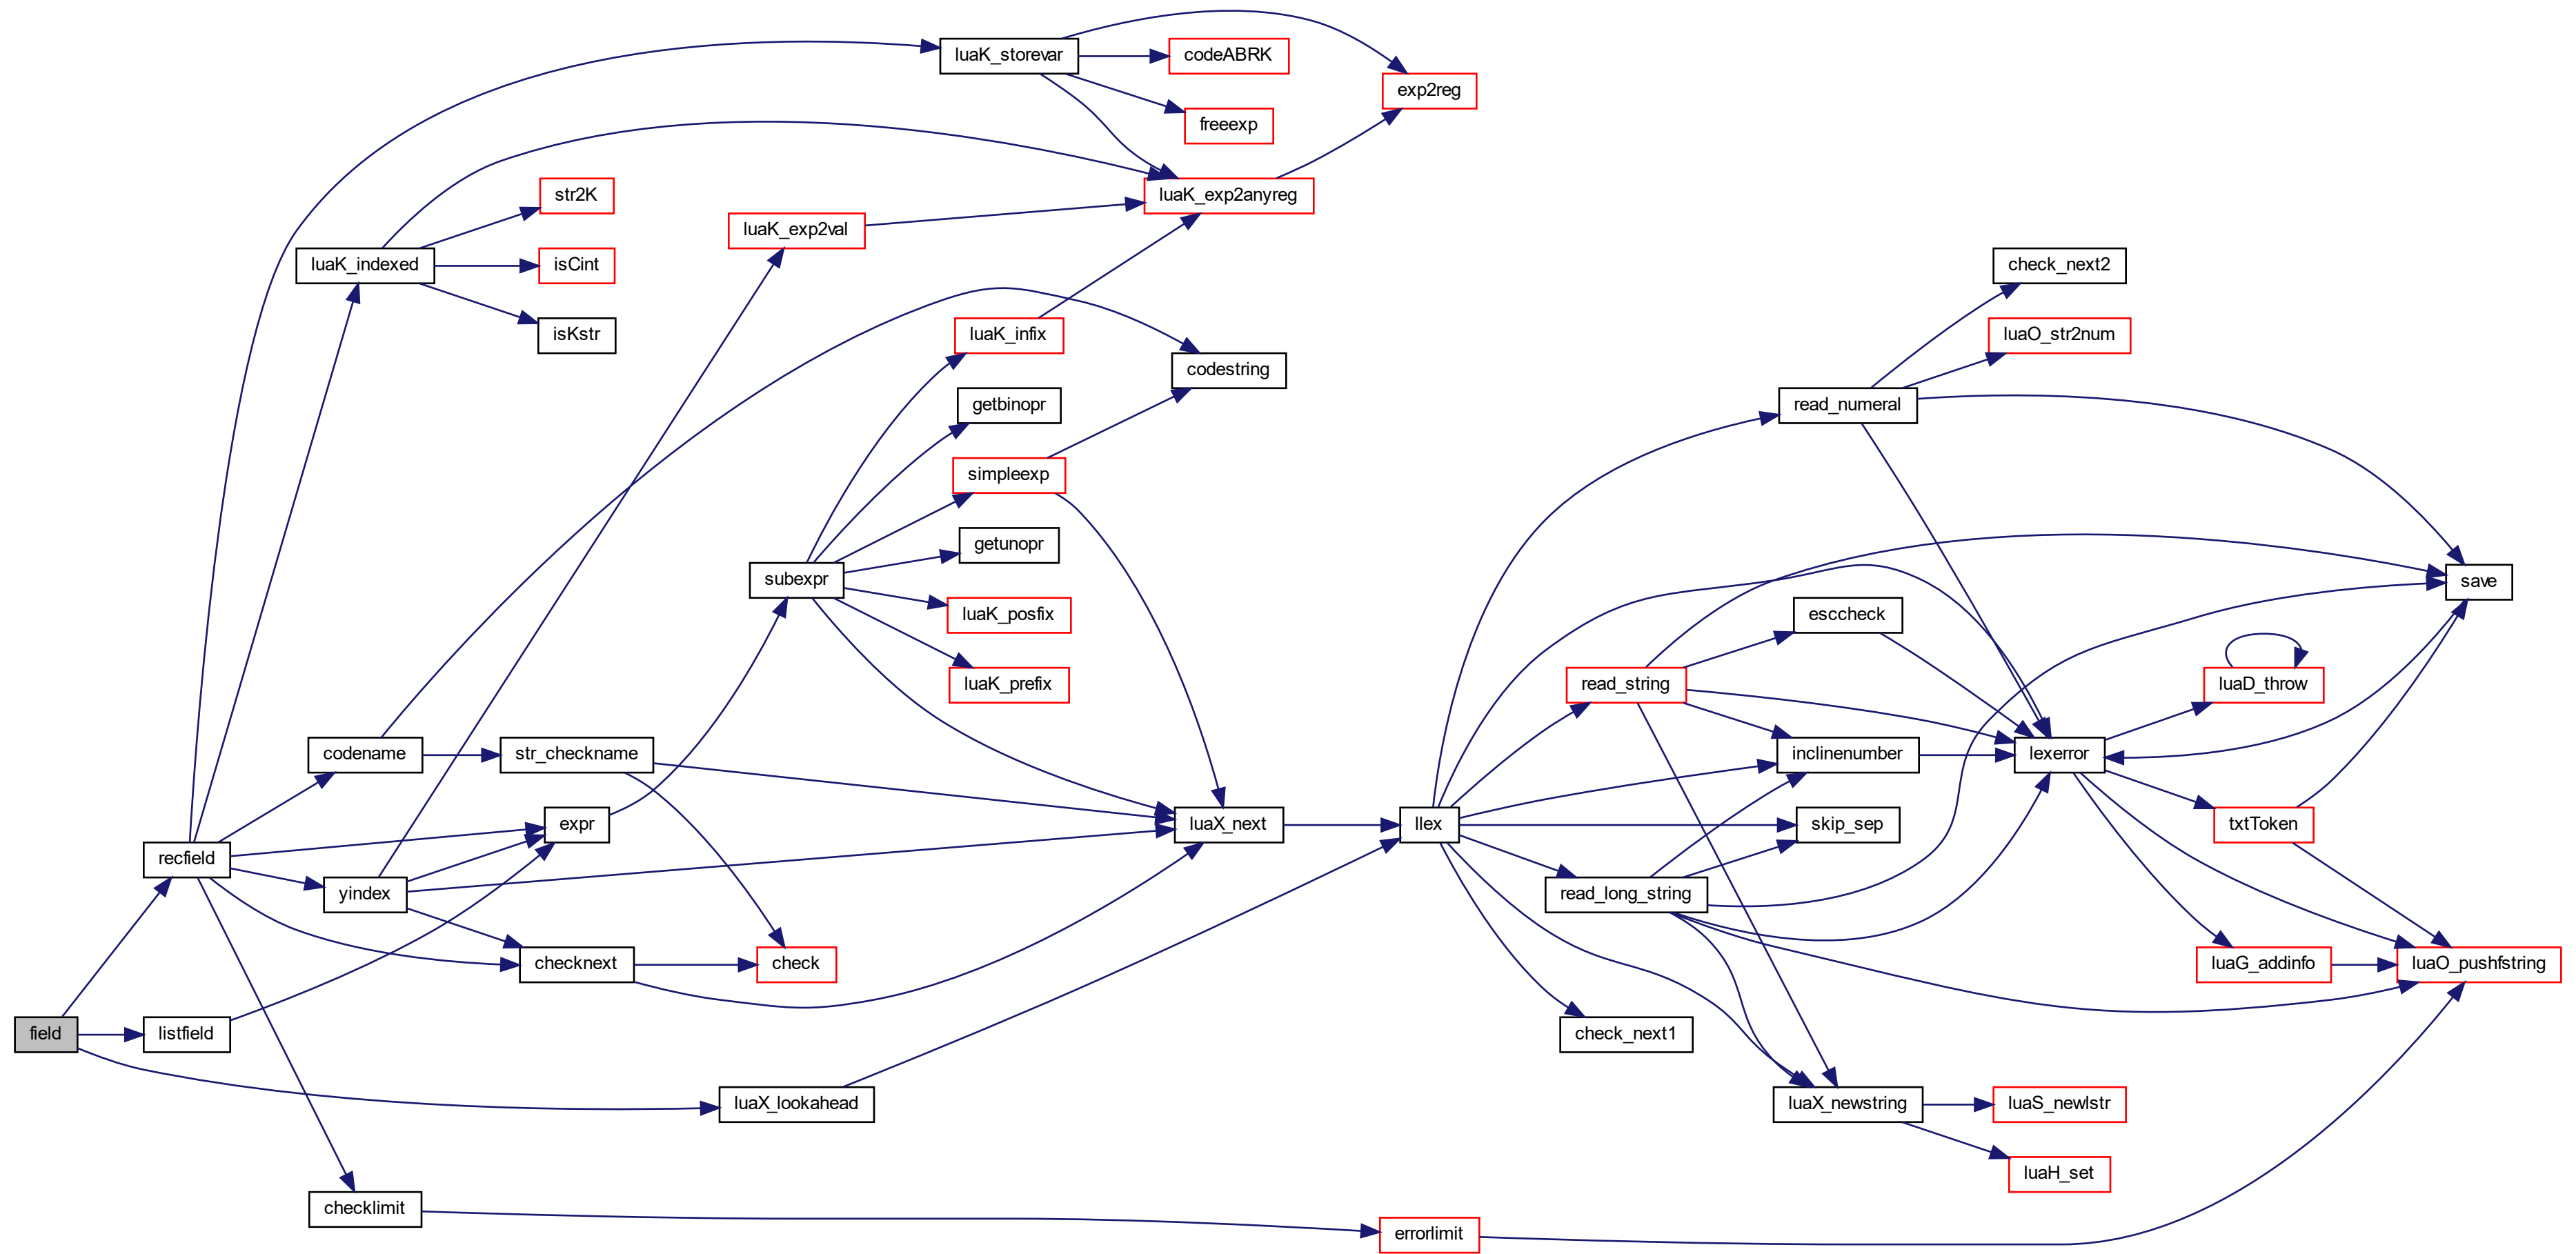 luaK_storevar
codeABRK
exp2reg
freeexp
str2K
luaK_exp2anyreg
luaK_exp2val
luaK_indexed
isCint
check_next2
isKstr
luaK_infix
luaO_str2num
codestring
getbinopr
read_numeral
simpleexp
getunopr
subexpr
save
luaK_posfix
esccheck
luaK_prefix
read_string
luaD_throw
codename
str_checkname
inclinenumber
lexerror
expr
luaX_next
llex
skip_sep
txtToken
recfield
yindex
read_long_string
checknext
check
luaG_addinfo
luaO_pushfstring
field
listfield
check_next1
luaX_lookahead
luaX_newstring
luaS_newlstr
luaH_set
checklimit
errorlimit